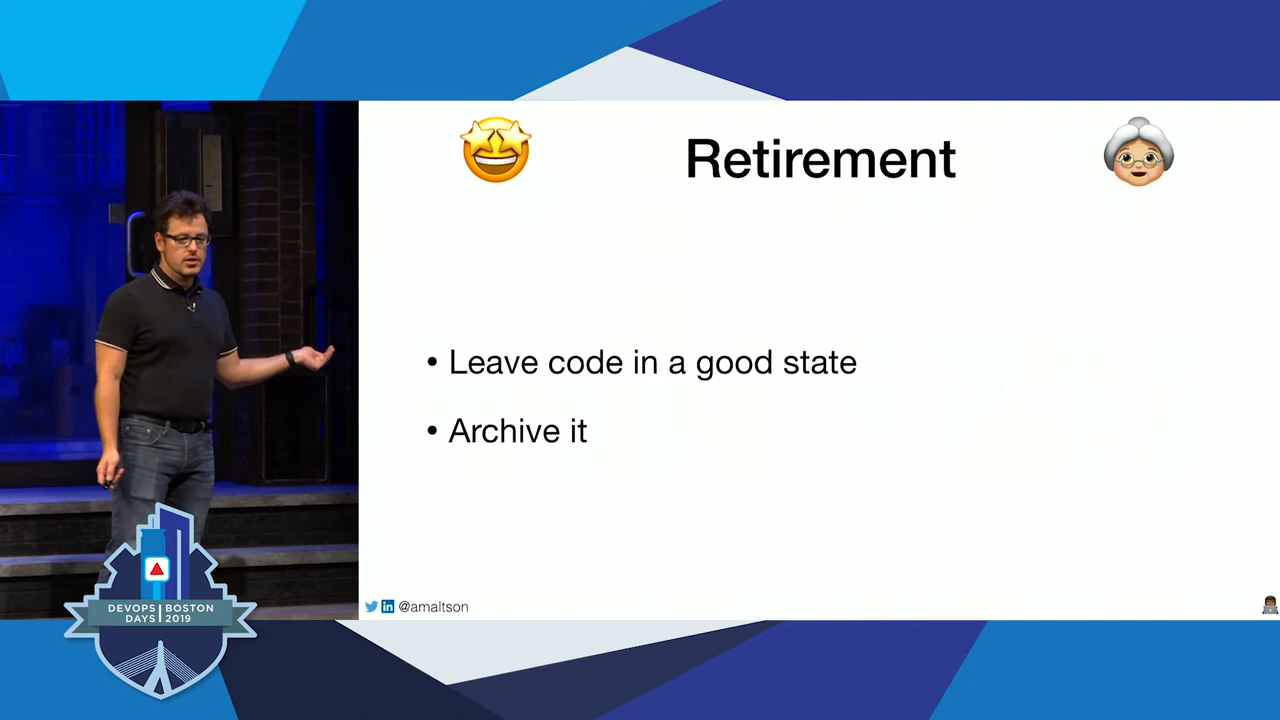 Retirement
• Leave code in a good state
• Archive it
@amaltson
DEVOPS BOSTON
DAYS 2019